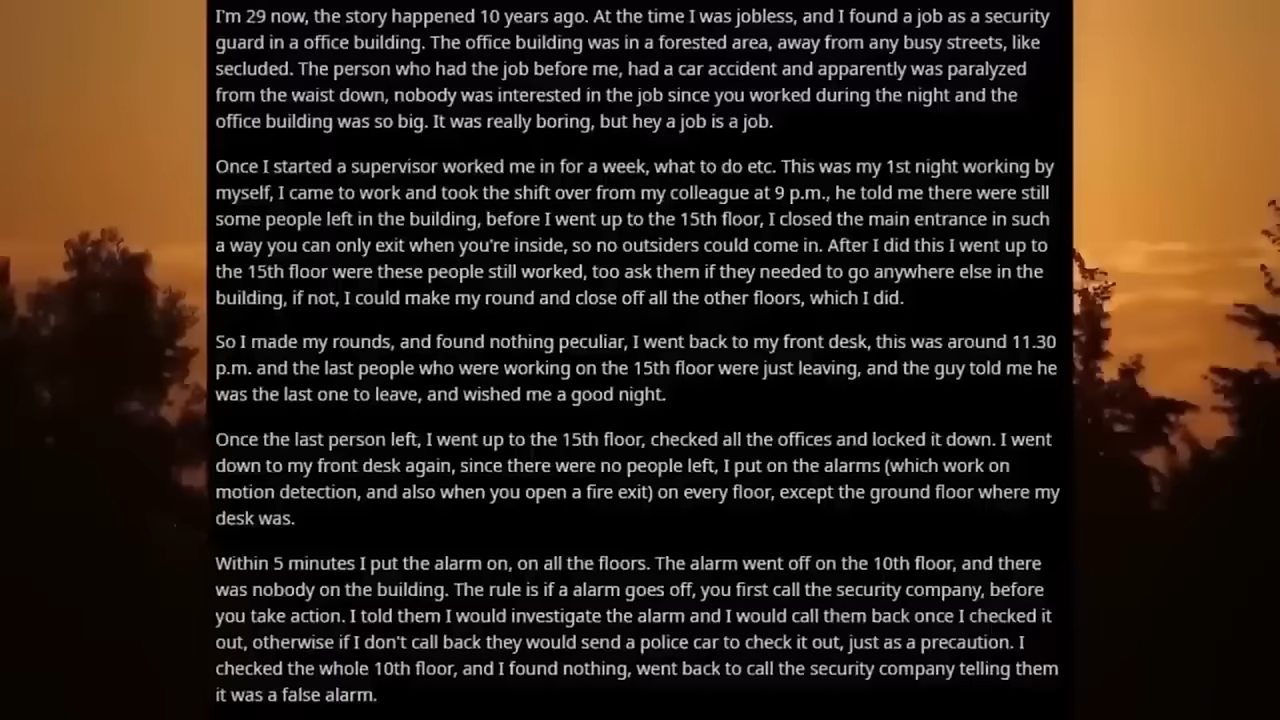 I'm 29 now, the story happened 10 years ago. At the time I was jobless, and I found a job as a security
guard in a office building. The office building was in a forested area, away from any busy streets, like
secluded. The person who had the job before me, had a car accident and apparently was paralyzed
from the waist down, nobody was interested in the job since you worked during the night and the
office building was so big. It was really boring, but hey a job is a job.
Once I started a supervisor worked me in for a week, what to do etc. This was my 1st night working by
myself, I came to work and took the shift over from my colleague at 9 p.m., he told me there were still
some people left in the building, before I went up to the 15th floor, I closed the main entrance in such
a way you can only exit when you're inside, so no outsiders could come in. After I did this I went up to
the 15th floor were these people still worked, too ask them if they needed to go anywhere else in the
building, if not, I could make my round and close off all the other floors, which I did.
So I made my rounds, and found nothing peculiar, I went back to my front desk, this was around 11.30
p.m. and the last people who were working on the 15th floor were just leaving, and the guy told me he
was the last one to leave, and wished me a good night.
Once the last person left, I went up to the 15th floor, checked all the offices and locked it down. I went
down to my front desk again, since there were no people left, I put on the alarms (which work on
motion detection, and also when you open a fire exit) on every floor, except the ground floor where my
desk was.
Within 5 minutes I put the alarm on, on all the floors. The alarm went off on the 10th floor, and there
was nobody on the building. The rule is if a alarm goes off, you first call the security company, before
you take action. I told them I would investigate the alarm and I would call them back once I checked it
out, otherwise if I don't call back they would send a police car to check it out, just as a precaution. I
checked the whole 10th floor, and I found nothing, went back to call the security company telling them
it was a false alarm.